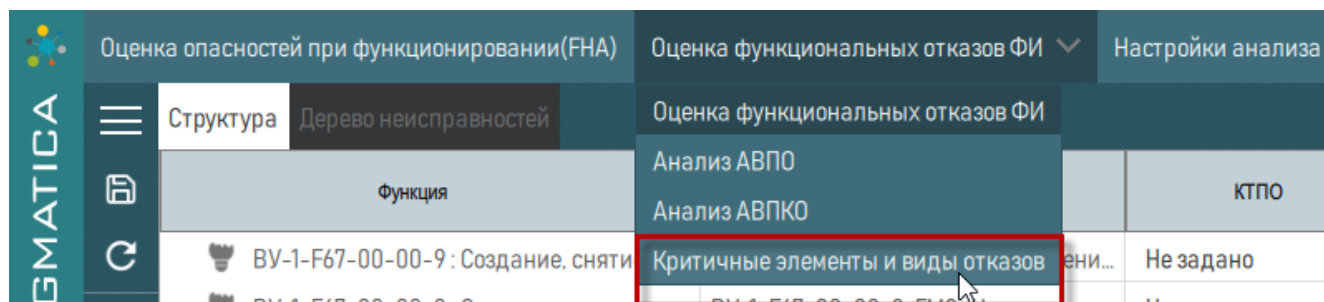 Оценка опасностей при функционировании(FHA) Оценка функциональных отказов ФИ Настройки анализа
GMATICA
Структура Дерево неисправностей
Оценка функциональных отказов ФИ
Анализ АВПО
Анализ АВПКО
Критичные элементы и виды отказов
Функция КТПО
ВУ-1-F67-00-00-9 : Создание, сняти ени... Не задано